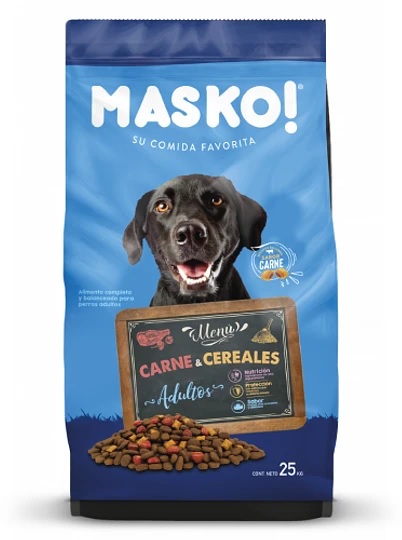 MASKO!®
SU COMIDA FAVORITA
SABOR
CARNE
alimento completo
y balanceado para
perros adultos
Menu
CARNE & CEREALES
Adultos
Nutrición
Protección
Sabor
CONT. NETO 25 KG